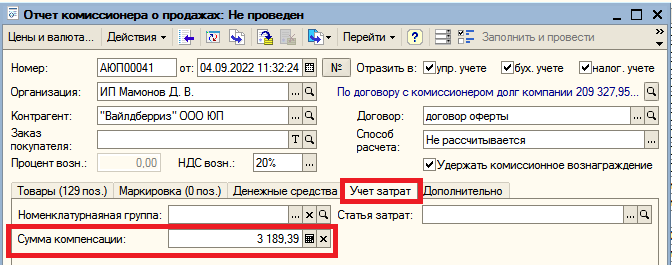 Отчет комиссионера о продажах: Не проведен
Цены и валюта... Действия Перейти ? Заполнить и провести
Номер: АЮП00041 от: 04.09.2022 11:32:24 № Отразить в: упр. учете бух. учете налог. учете
Организация: ИП Мамонов Д. В. ... По договору с комиссионером долг компании 209 327,95...
Контрагент: "Вайлдберриз" ООО ЮП ... Договор: договор оферты ...
Заказ покупателя: T Способ расчета: Не рассчитывается ...
Процент возн.: 0,00 НДС возн.: 20% ... Удержать комиссионное вознаграждение
Товары (129 поз.) Маркировка (0 поз.) Денежные средства Учет затрат Дополнительно
Номенклатурнаяная группа: ... × Статья затрат: ...
Сумма компенсации: 3 189,39 ×